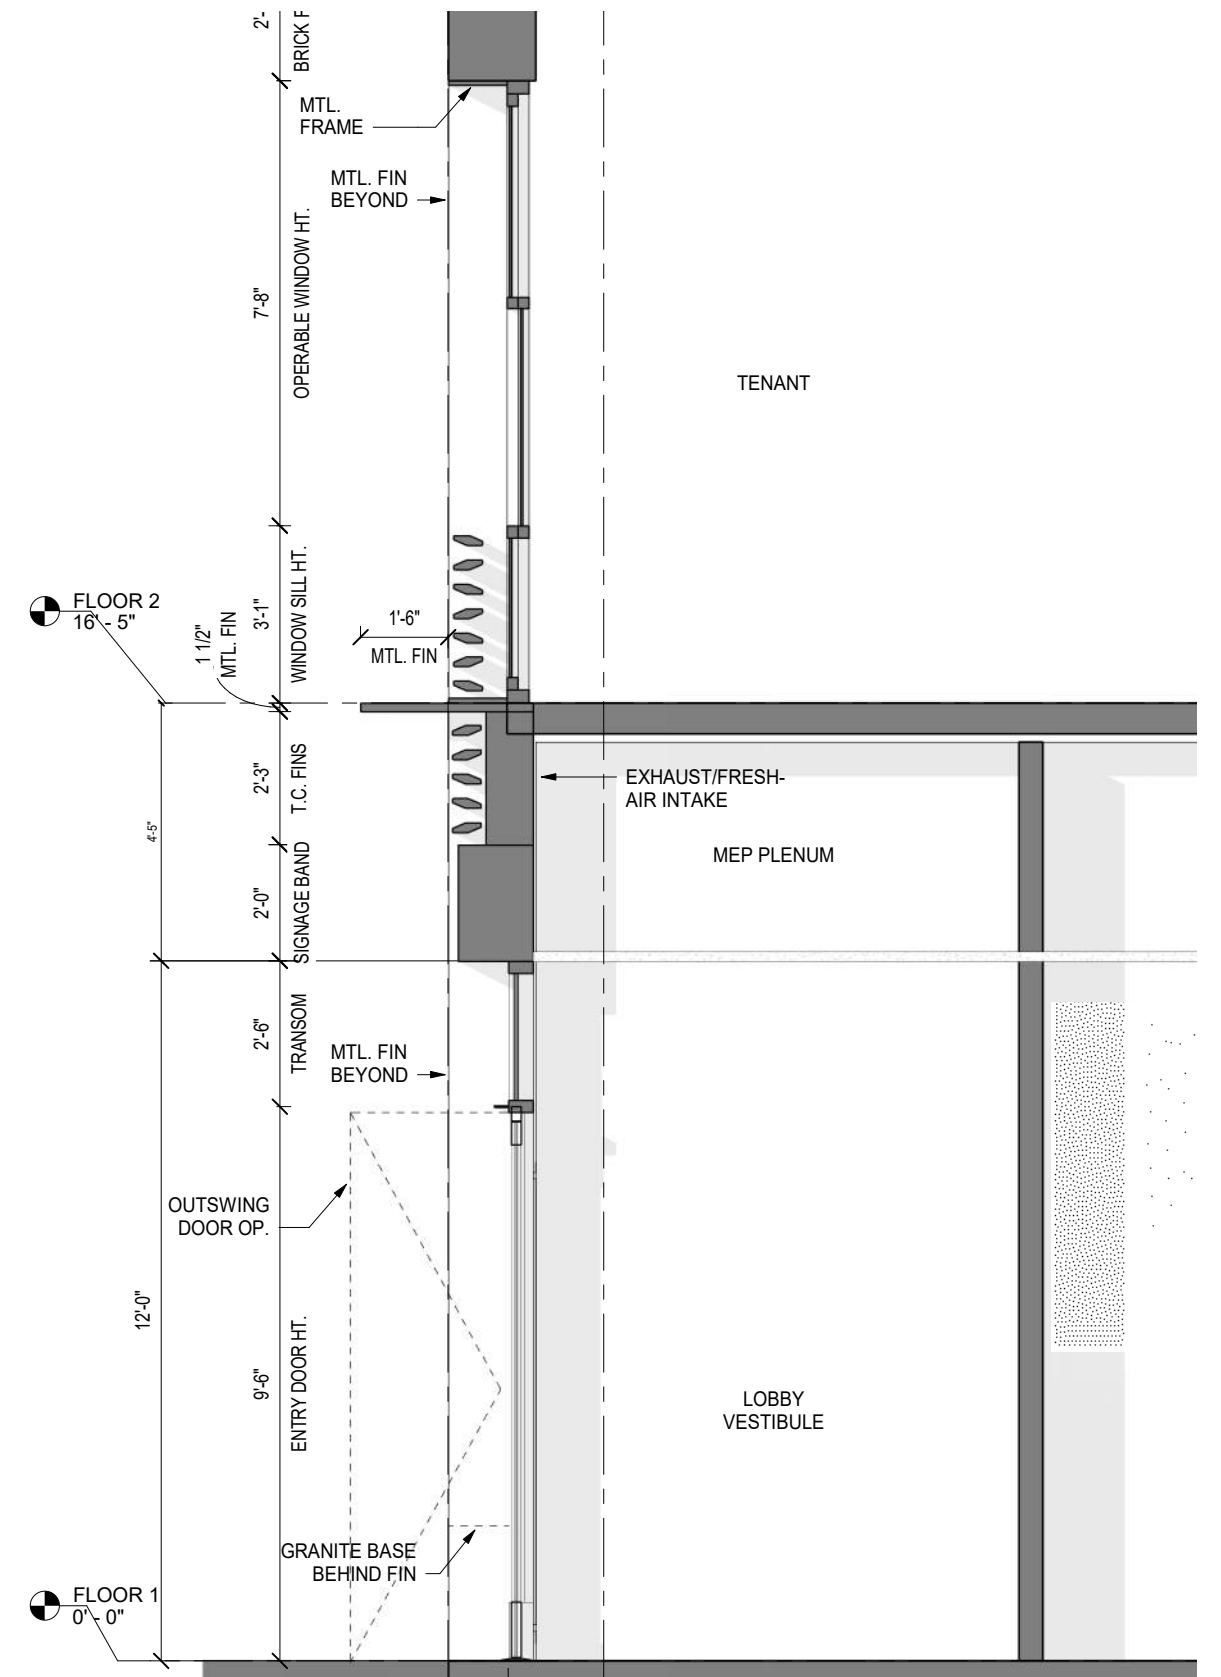 2'-
BRICK
MTL.
FRAME
MTL. FIN
BEYOND
7'-8"
OPERABLE WINDOW HT.
TENANT
FLOOR 2
16' - 5"
1 1/2"
MTL. FIN
3'-1"
WINDOW SILL HT.
1'-6"
MTL. FIN
2'-3"
T.C. FINS
EXHAUST/FRESH-
AIR INTAKE
4'-5"
MEP PLENUM
2'-0"
SIGNAGE BAND
2'-6"
TRANSOM
MTL. FIN
BEYOND
OUTSWING
DOOR OP.
12'-0"
9'-6"
ENTRY DOOR HT.
LOBBY
VESTIBULE
GRANITE BASE
BEHIND FIN
FLOOR 1
0' - 0"